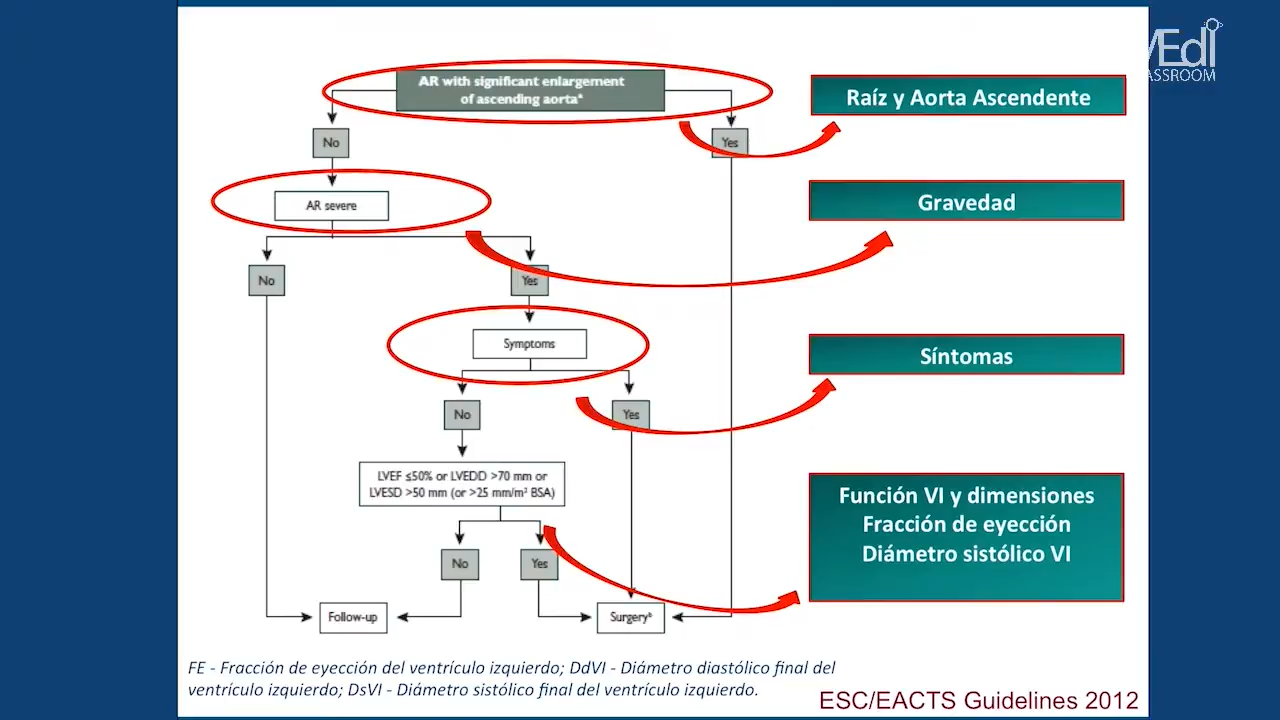 AR with significant enlargement
of ascending aortaª
No
Yes
AR severe
No
Yes
Symptoms
No
Yes
LVEF ≤50% or LVEDD >70 mm or
LVESD >50 mm (or >25 mm/m² BSA)
No
Yes
Follow-up
Surgeryᵇ
Raíz y Aorta Ascendente
Gravedad
Síntomas
Función VI y dimensiones
Fracción de eyección
Diámetro sistólico VI
FE - Fracción de eyección del ventrículo izquierdo; DdVI - Diámetro diastólico final del
ventrículo izquierdo; DsVI - Diámetro sistólico final del ventrículo izquierdo.
ESC/EACTS Guidelines 2012